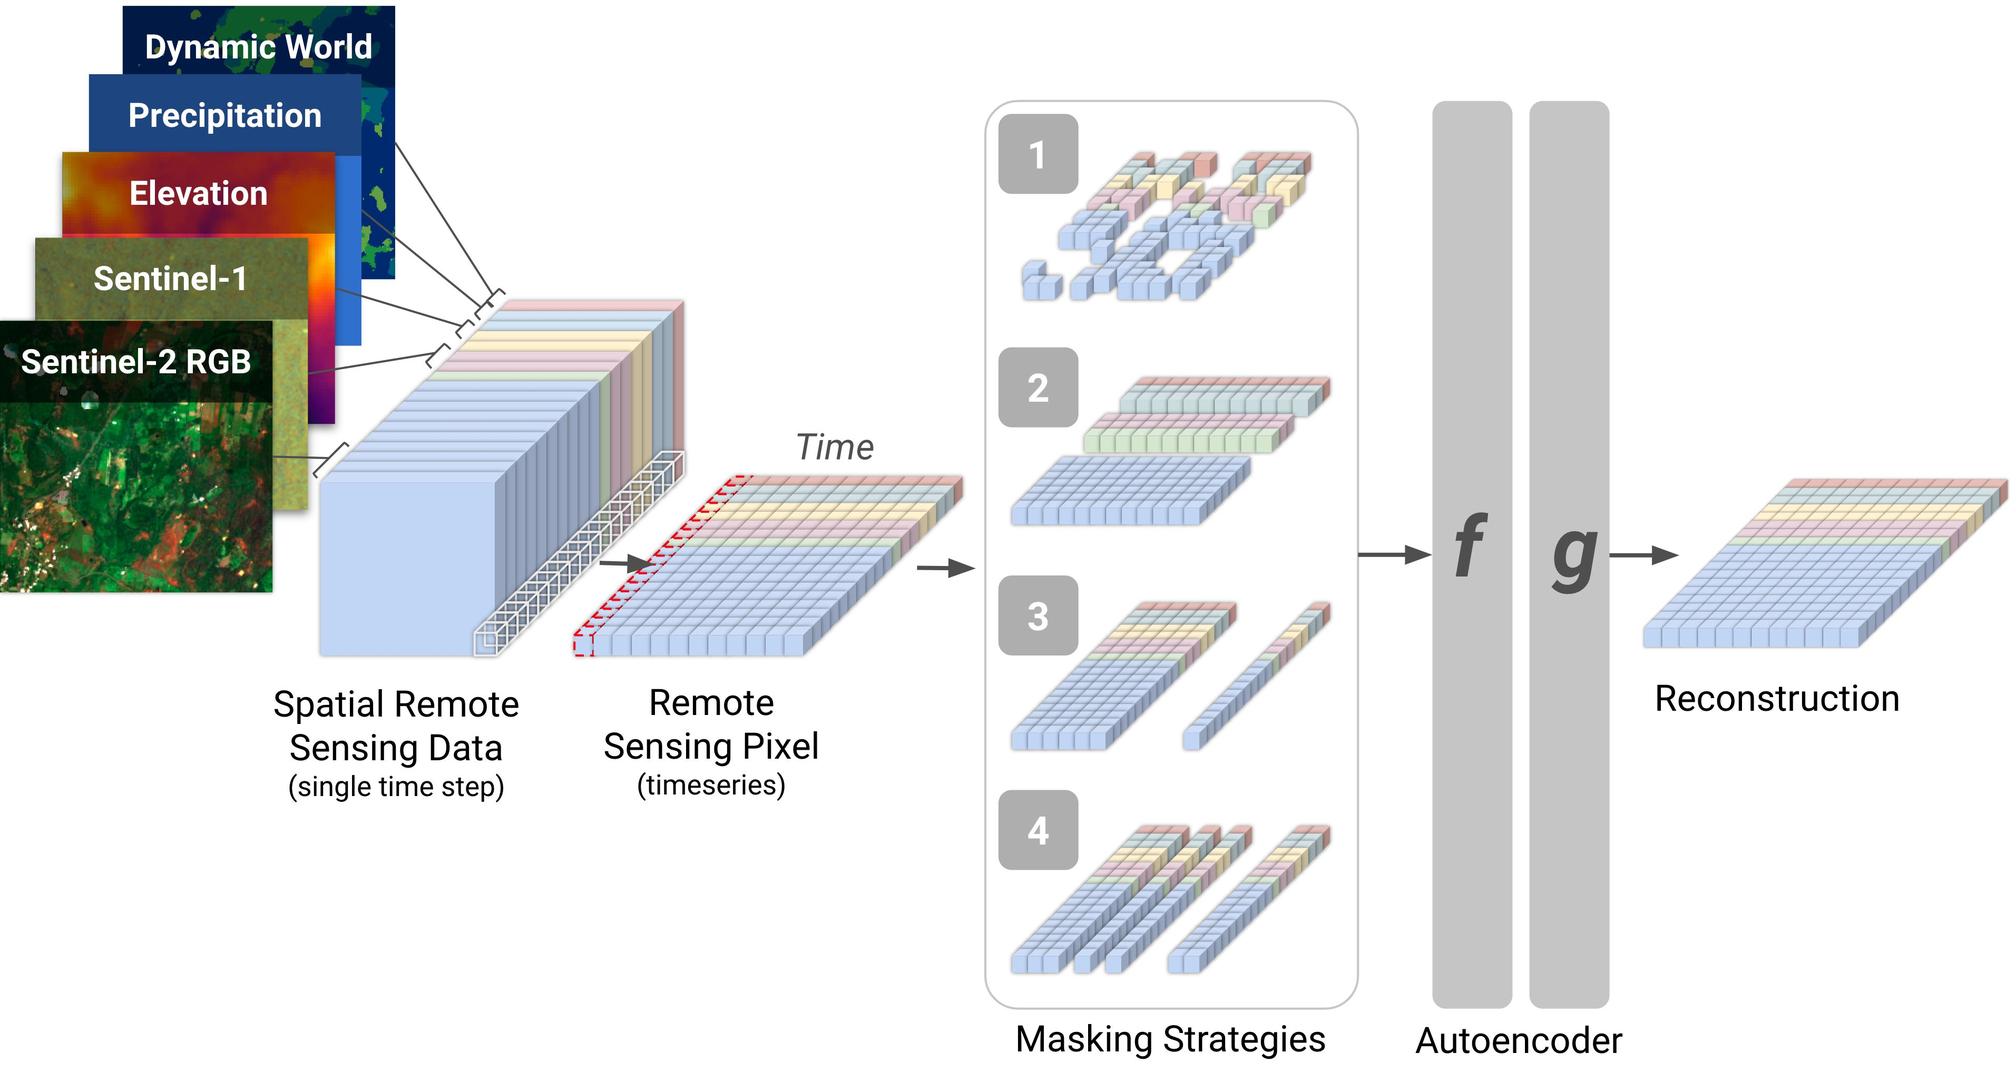 Dynamic World
Precipitation
Elevation
Sentinel-1
Sentinel-2 RGB
Spatial Remote
Sensing Data
(single time step)
Time
Remote
Sensing Pixel
(timeseries)
1
2
3
4
Masking Strategies
f
g
Autoencoder
Reconstruction